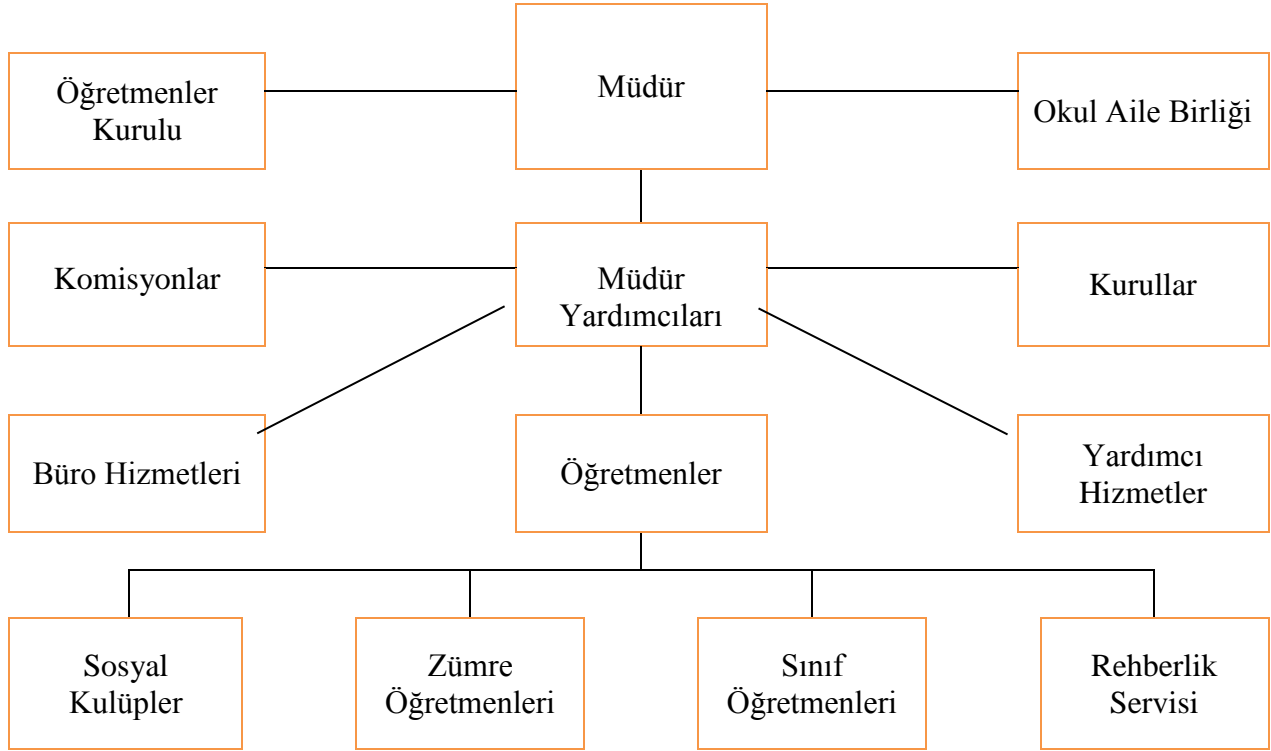 Müdür
Öğretmenler
Kurulu
Okul Aile Birliği
Komisyonlar
Müdür
Yardımcıları
Kurullar
Büro Hizmetleri
Öğretmenler
Yardımcı
Hizmetler
Sosyal
Kulüpler
Zümre
Öğretmenleri
Sınıf
Öğretmenleri
Rehberlik
Servisi